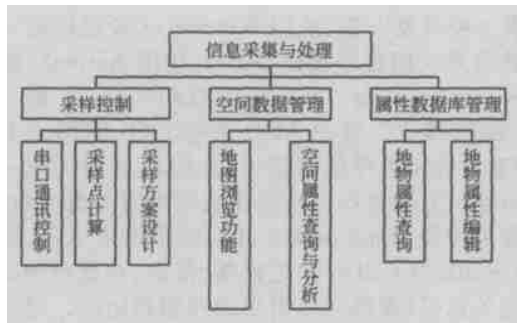 信息采集与处理
采样控制
空间数据管理
属性数据库管理
串口通讯控制
采样点计算
采样方案设计
地图浏览功能
空间属性查询与分析
地物属性查询
地物属性编辑